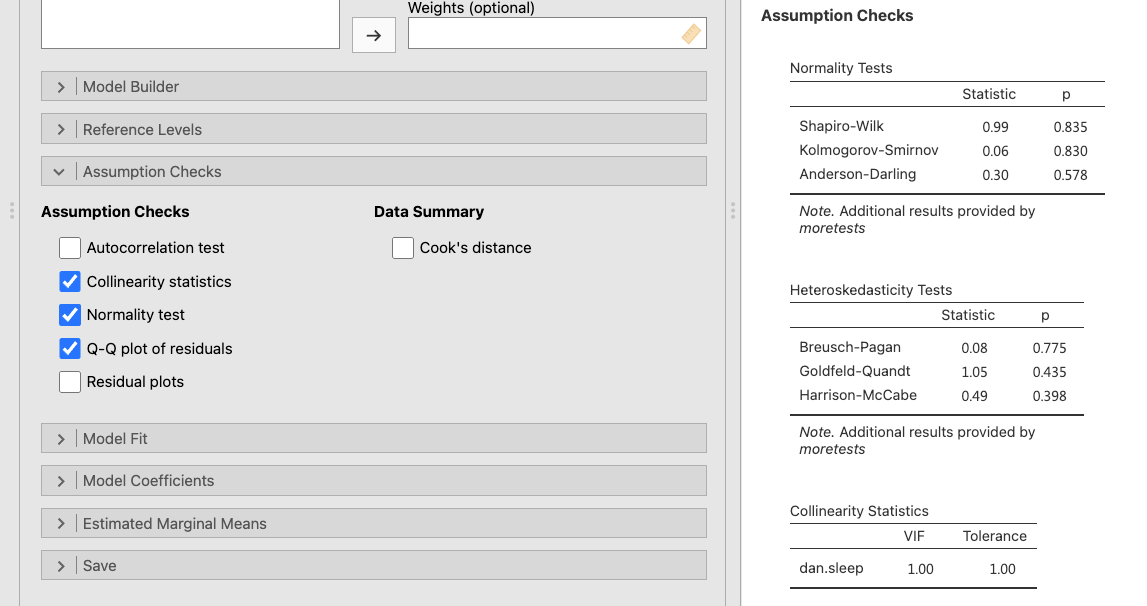 Weights (optional)
Model Builder
Reference Levels
Assumption Checks
Assumption Checks
Data Summary
Autocorrelation test
Cook's distance
Collinearity statistics
Normality test
Q-Q plot of residuals
Residual plots
Model Fit
Model Coefficients
Estimated Marginal Means
Save
Assumption Checks
Normality Tests
Statistic p
Shapiro-Wilk 0.99 0.835
Kolmogorov-Smirnov 0.06 0.830
Anderson-Darling 0.30 0.578
Note. Additional results provided by
moretests
Heteroskedasticity Tests
Statistic p
Breusch-Pagan 0.08 0.775
Goldfeld-Quandt 1.05 0.435
Harrison-McCabe 0.49 0.398
Note. Additional results provided by
moretests
Collinearity Statistics
VIF Tolerance
dan.sleep 1.00 1.00